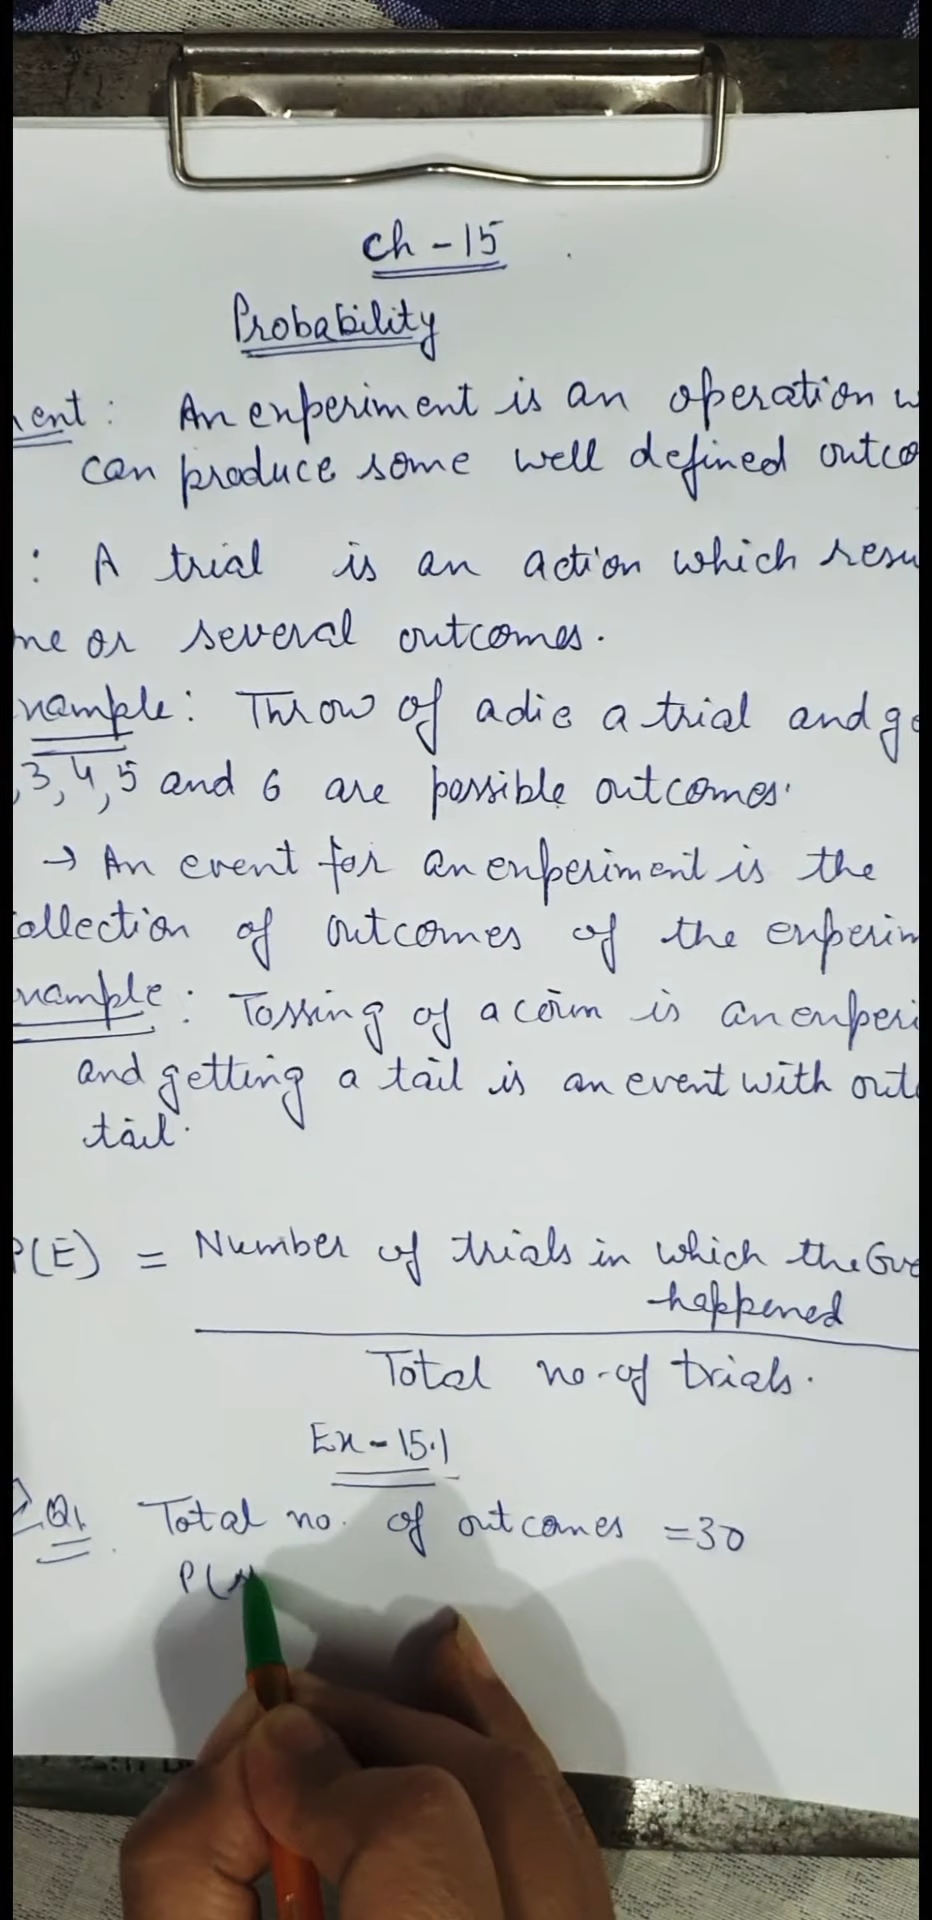 Ch - 15
Probability
ent : An experiment is an operation w
can produce some well defined outco
: A trial is an action which resu
ne or several outcomes.
xample : Throw of a die a trial and ge
,3,4,5 and 6 are possible outcomes.
→ An event for an experiment is the
ollection of outcomes of the experim
xample : Tossing of a coin is an experi
and getting a tail is an event with out
tail.
P(E) = Number of trials in which the Eve
happened
Total no. of trials.
Ex - 15.1
Q1. Total no. of outcomes = 30
P(